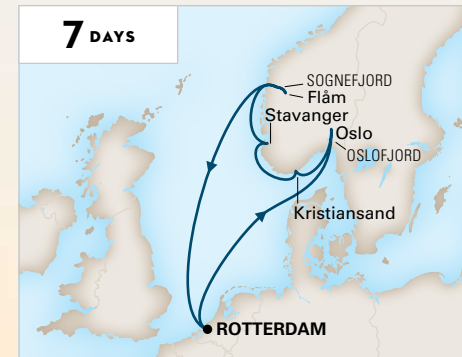 7 DAYS
SOGNEFJORD
Flåm
Stavanger
Oslo
OSLOFJORD
Kristiansand
ROTTERDAM